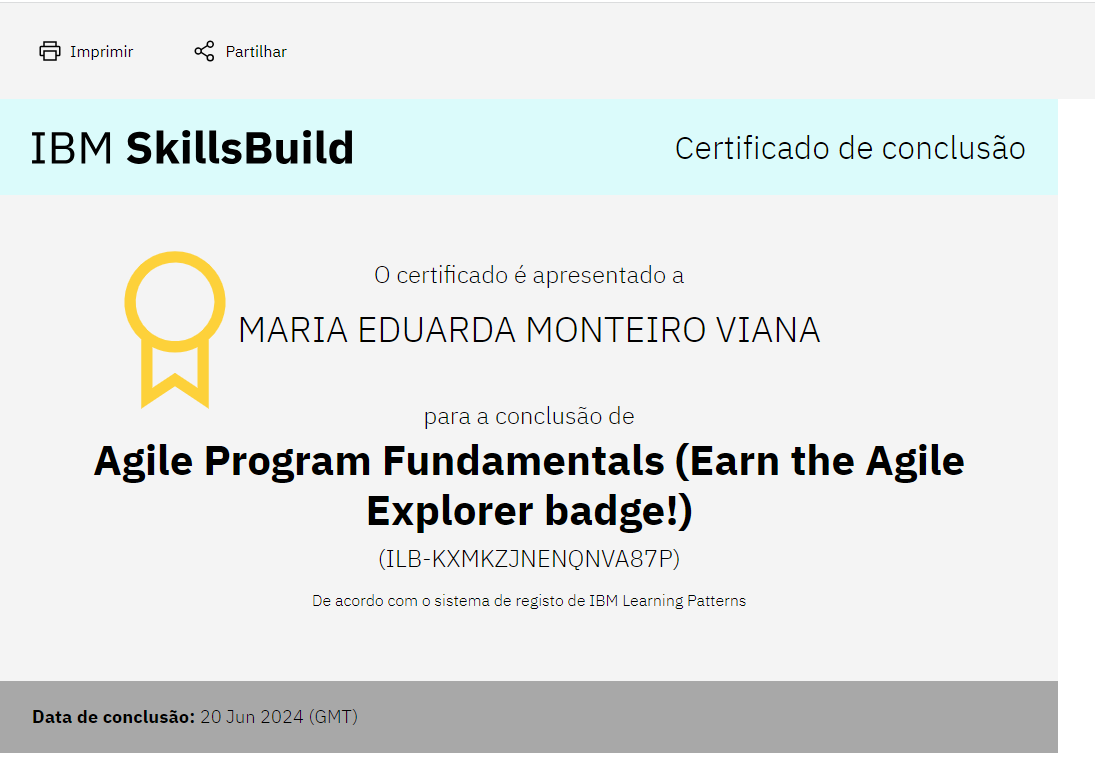 Imprimir Partilhar
IBM SkillsBuild Certificado de conclusão
O certificado é apresentado a
MARIA EDUARDA MONTEIRO VIANA
para a conclusão de
Agile Program Fundamentals (Earn the Agile
Explorer badge!)
(ILB-KXMKZJNENQNVA87P)
De acordo com o sistema de registo de IBM Learning Patterns
Data de conclusão: 20 Jun 2024 (GMT)